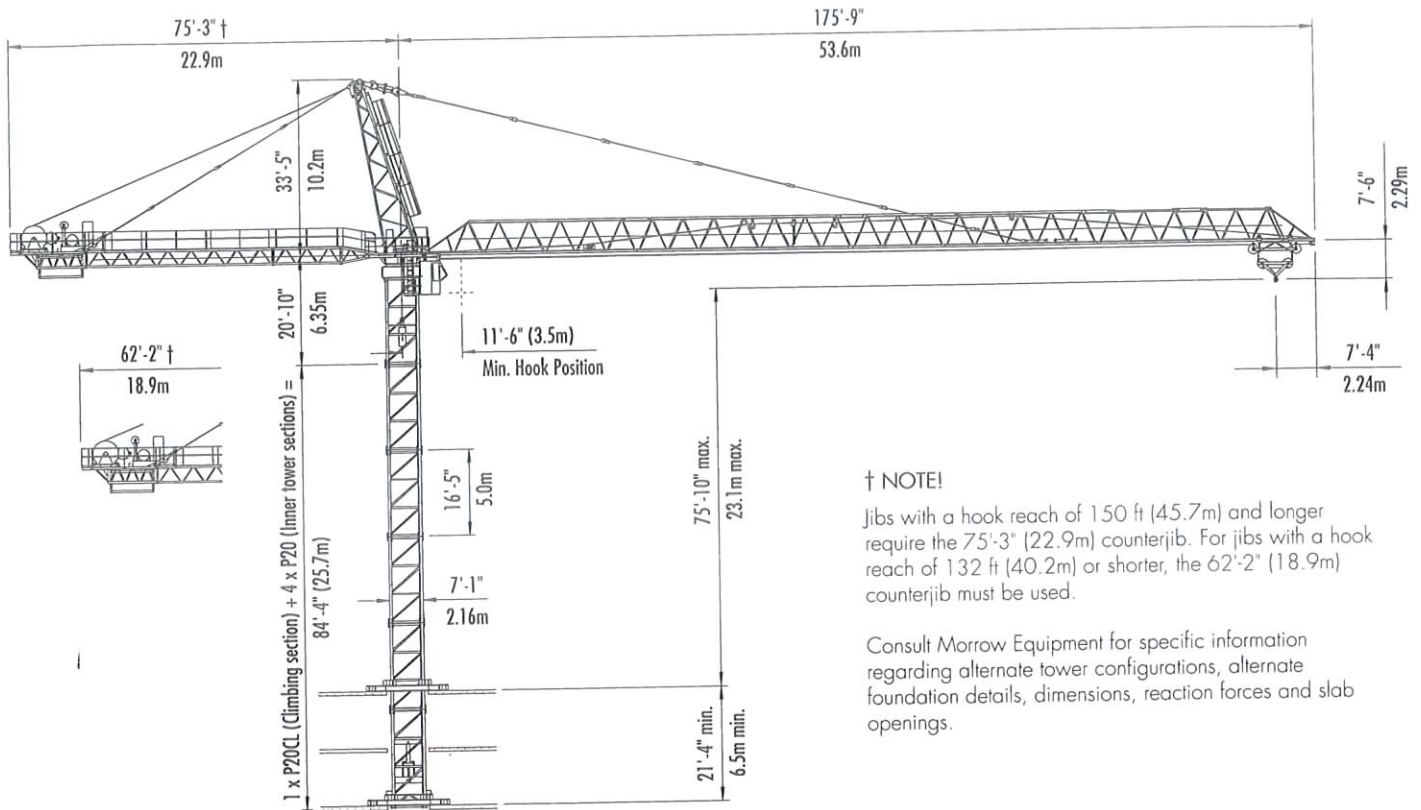 75'-3" †
22.9m
175'-9"
53.6m
33'-5"
10.2m
7'-6"
2.29m
20'-10"
6.35m
11'-6" (3.5m)
Min. Hook Position
7'-4"
2.24m
62'-2" †
18.9m
1 x P20CL (Climbing section) + 4 x P20 (Inner tower sections) =
84'-4" (25.7m)
16'-5"
5.0m
75'-10" max.
23.1m max.
7'-1"
2.16m
21'-4" min.
6.5m min.
† NOTE!
Jibs with a hook reach of 150 ft (45.7m) and longer
require the 75'-3" (22.9m) counterjib. For jibs with a hook
reach of 132 ft (40.2m) or shorter, the 62'-2" (18.9m)
counterjib must be used.
Consult Morrow Equipment for specific information
regarding alternate tower configurations, alternate
foundation details, dimensions, reaction forces and slab
openings.